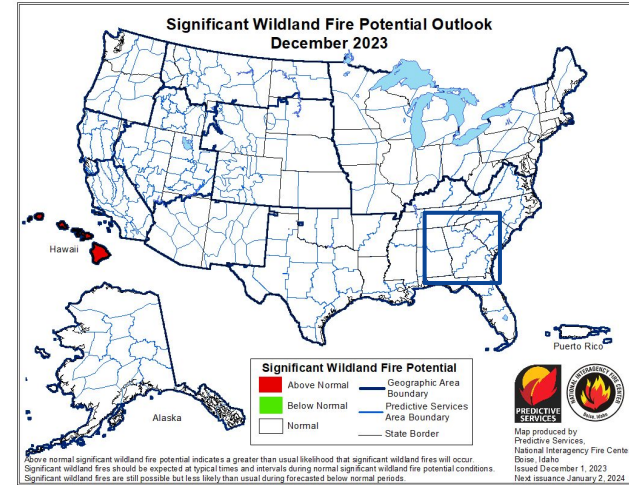 Significant Wildland Fire Potential Outlook
December 2023
Hawaii
Alaska
Puerto Rico
Significant Wildland Fire Potential
Above Normal
Below Normal
Normal
Geographic Area
Boundary
Predictive Services
Area Boundary
State Border
PREDICTIVE
SERVICES
NATIONAL INTERAGENCY FIRE CENTER
Boise, Idaho
Map produced by
Predictive Services,
National Interagency Fire Cente
Boise, Idaho
Issued December 1, 2023
Next issuance January 2, 2024
Above normal significant wildland fire potential indicates a greater than usual likelihood that significant wildland fires will occur.
Significant wildland fires should be expected at typical times and intervals during normal significant wildland fire potential conditions.
Significant wildland fires are still possible but less likely than usual during forecasted below normal periods.